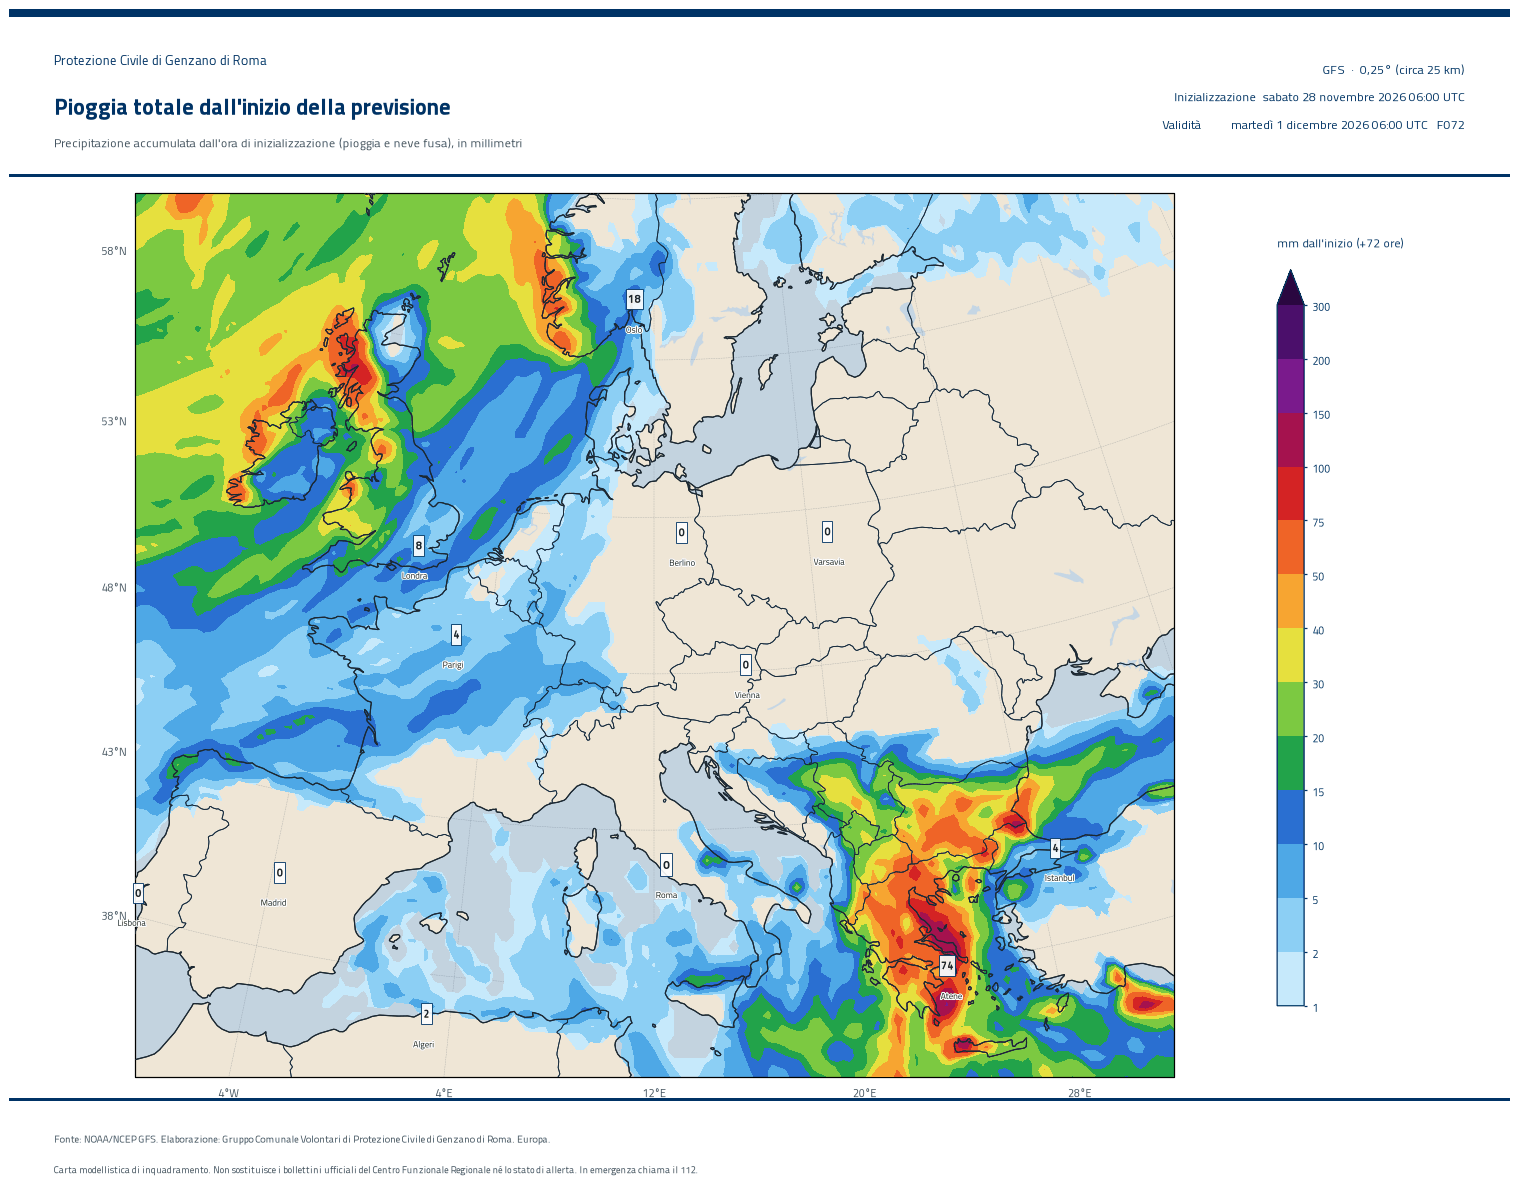 Protezione Civile di Genzano di Roma
Pioggia totale dall'inizio della previsione
Precipitazione accumulata dall'ora di inizializzazione (pioggia e neve fusa), in millimetri
GFS · 0,25° (circa 25 km)
Inizializzazione sabato 28 novembre 2026 06:00 UTC
Validità martedì 1 dicembre 2026 06:00 UTC F072
mm dall'inizio (+72 ore)
300
200
150
100
75
50
40
30
20
15
10
5
2
1
58°N
53°N
48°N
43°N
38°N
4°W
4°E
12°E
20°E
28°E
18
Oslo
8
Londra
0
Berlino
0
Varsavia
4
Parigi
0
Vienna
0
Lisbona
0
Madrid
0
Roma
4
Istanbul
74
Atene
2
Algeri
Fonte: NOAA/NCEP GFS. Elaborazione: Gruppo Comunale Volontari di Protezione Civile di Genzano di Roma. Europa.
Carta modellistica di inquadramento. Non sostituisce i bollettini ufficiali del Centro Funzionale Regionale né lo stato di allerta. In emergenza chiama il 112.